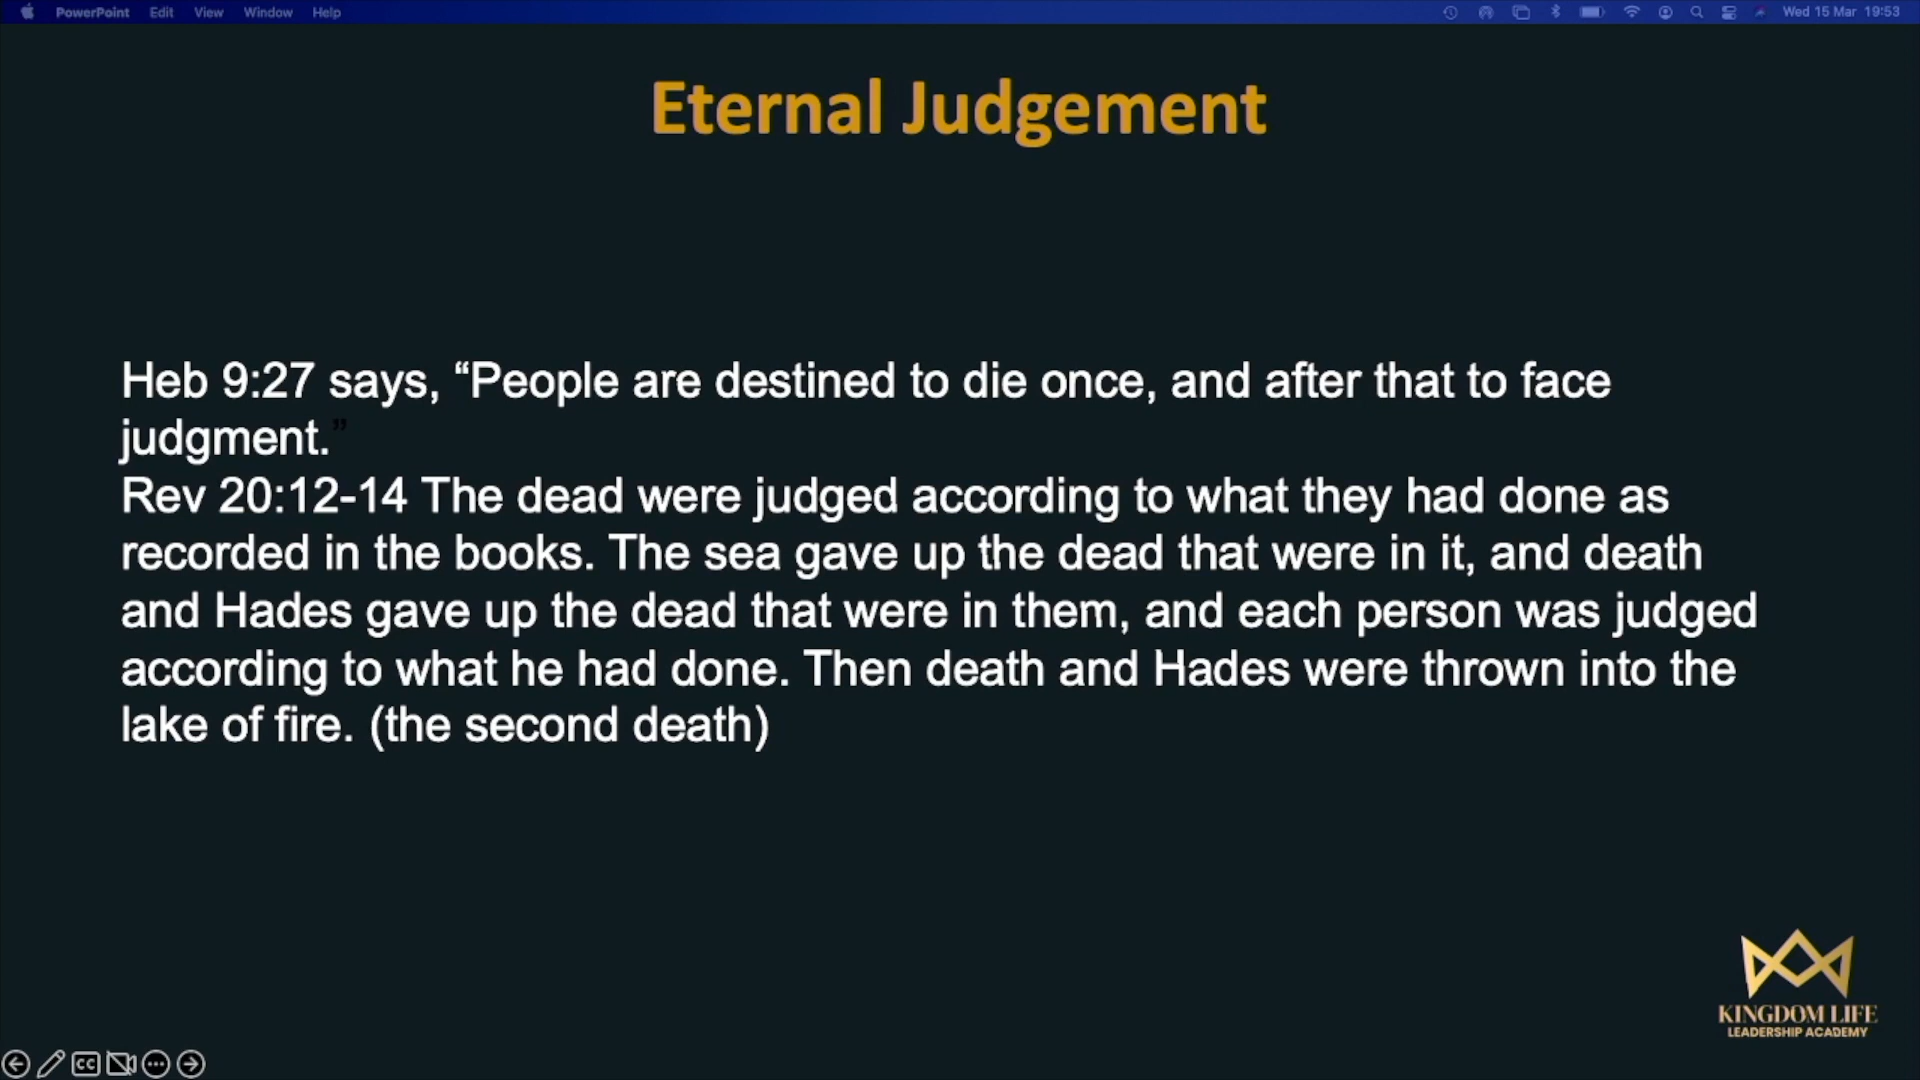 PowerPoint Edit View Window Help Wed 15 Mar 19:53
Eternal Judgement
Heb 9:27 says, “People are destined to die once, and after that to face
judgment.”
Rev 20:12-14 The dead were judged according to what they had done as
recorded in the books. The sea gave up the dead that were in it, and death
and Hades gave up the dead that were in them, and each person was judged
according to what he had done. Then death and Hades were thrown into the
lake of fire. (the second death)
KINGDOM LIFE
LEADERSHIP ACADEMY
CC